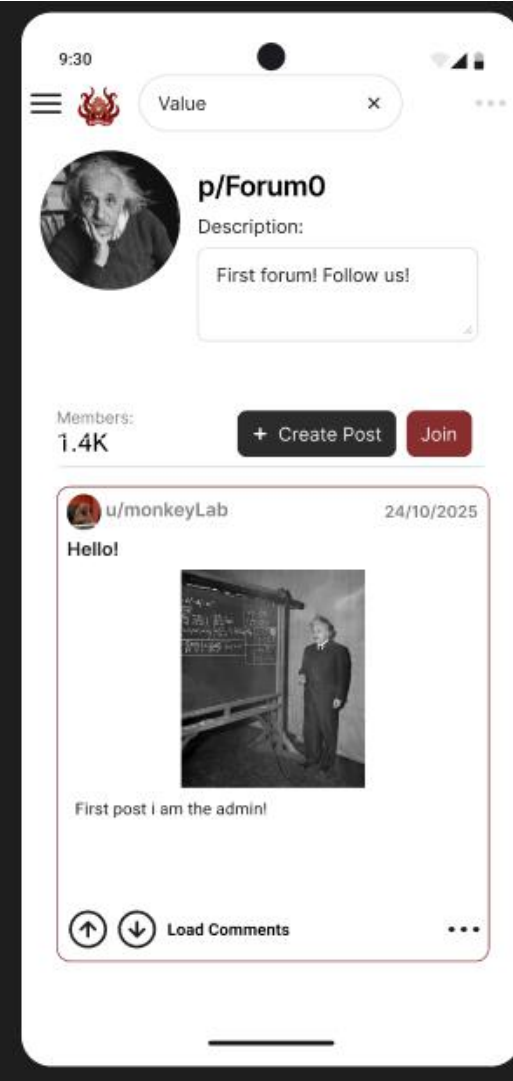 9:30
Value
p/Forum0
Description:
First forum! Follow us!
Members:
1.4K
+ Create Post
Join
u/monkeyLab
24/10/2025
Hello!
First post i am the admin!
Load Comments